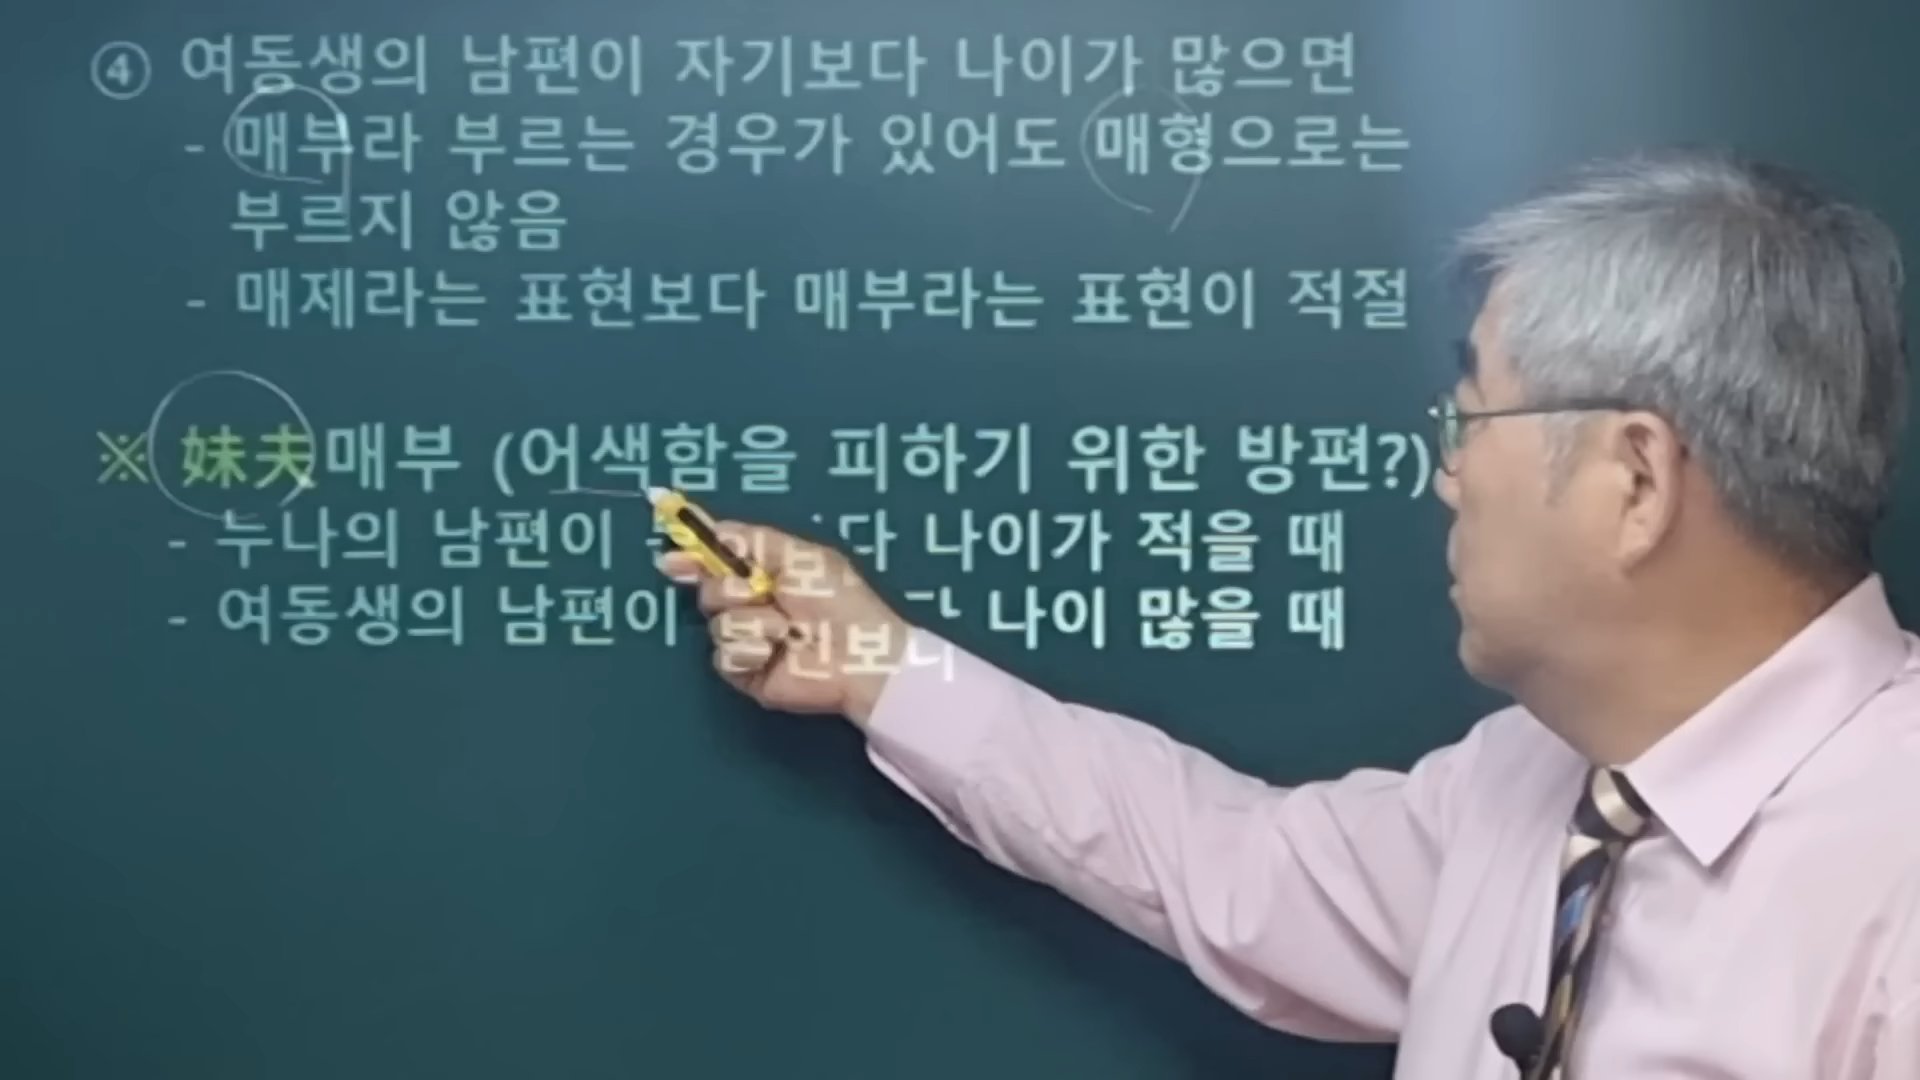 ④ 여동생의 남편이 자기보다 나이가 많으면
- 매부라 부르는 경우가 있어도 매형으로는
부르지 않음
- 매제라는 표현보다 매부라는 표현이 적절
※ 妹夫매부 (어색함을 피하기 위한 방편?)
- 누나의 남편이 나이가 적을 때
- 여동생의 남편이 본인보다 나이 많을 때